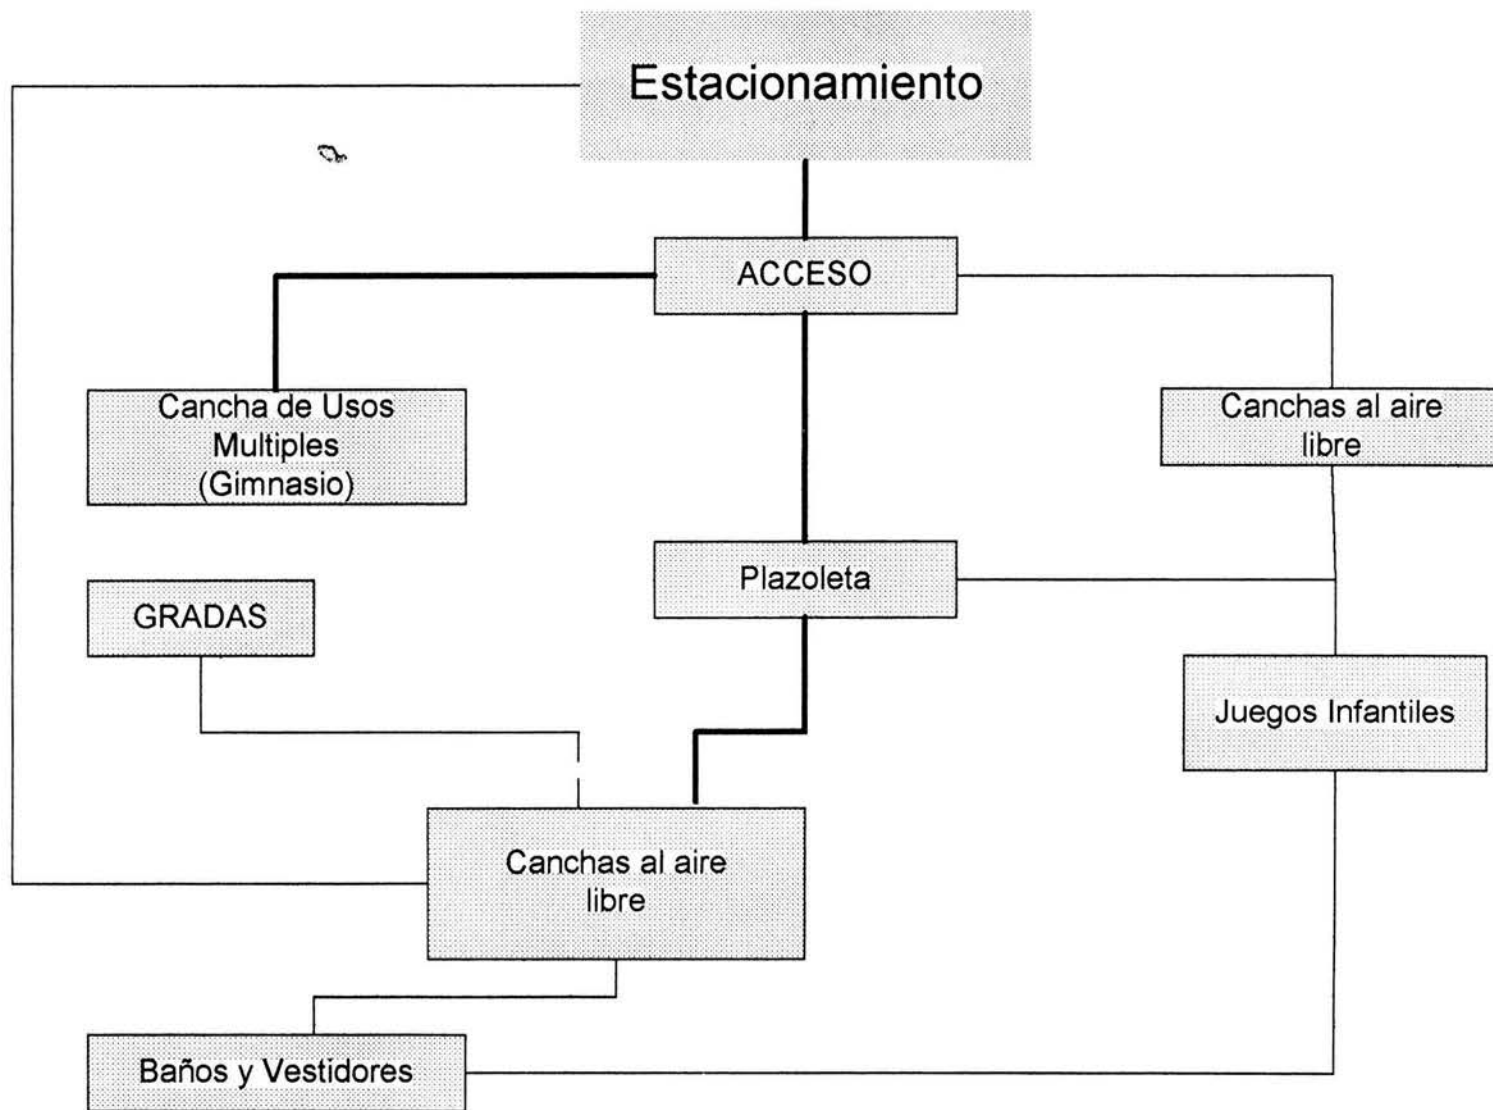 Estacionamiento
ACCESO
Cancha de Usos
Multiples
(Gimnasio)
Canchas al aire
libre
Plazoleta
GRADAS
Juegos Infantiles
Canchas al aire
libre
Baños y Vestidores